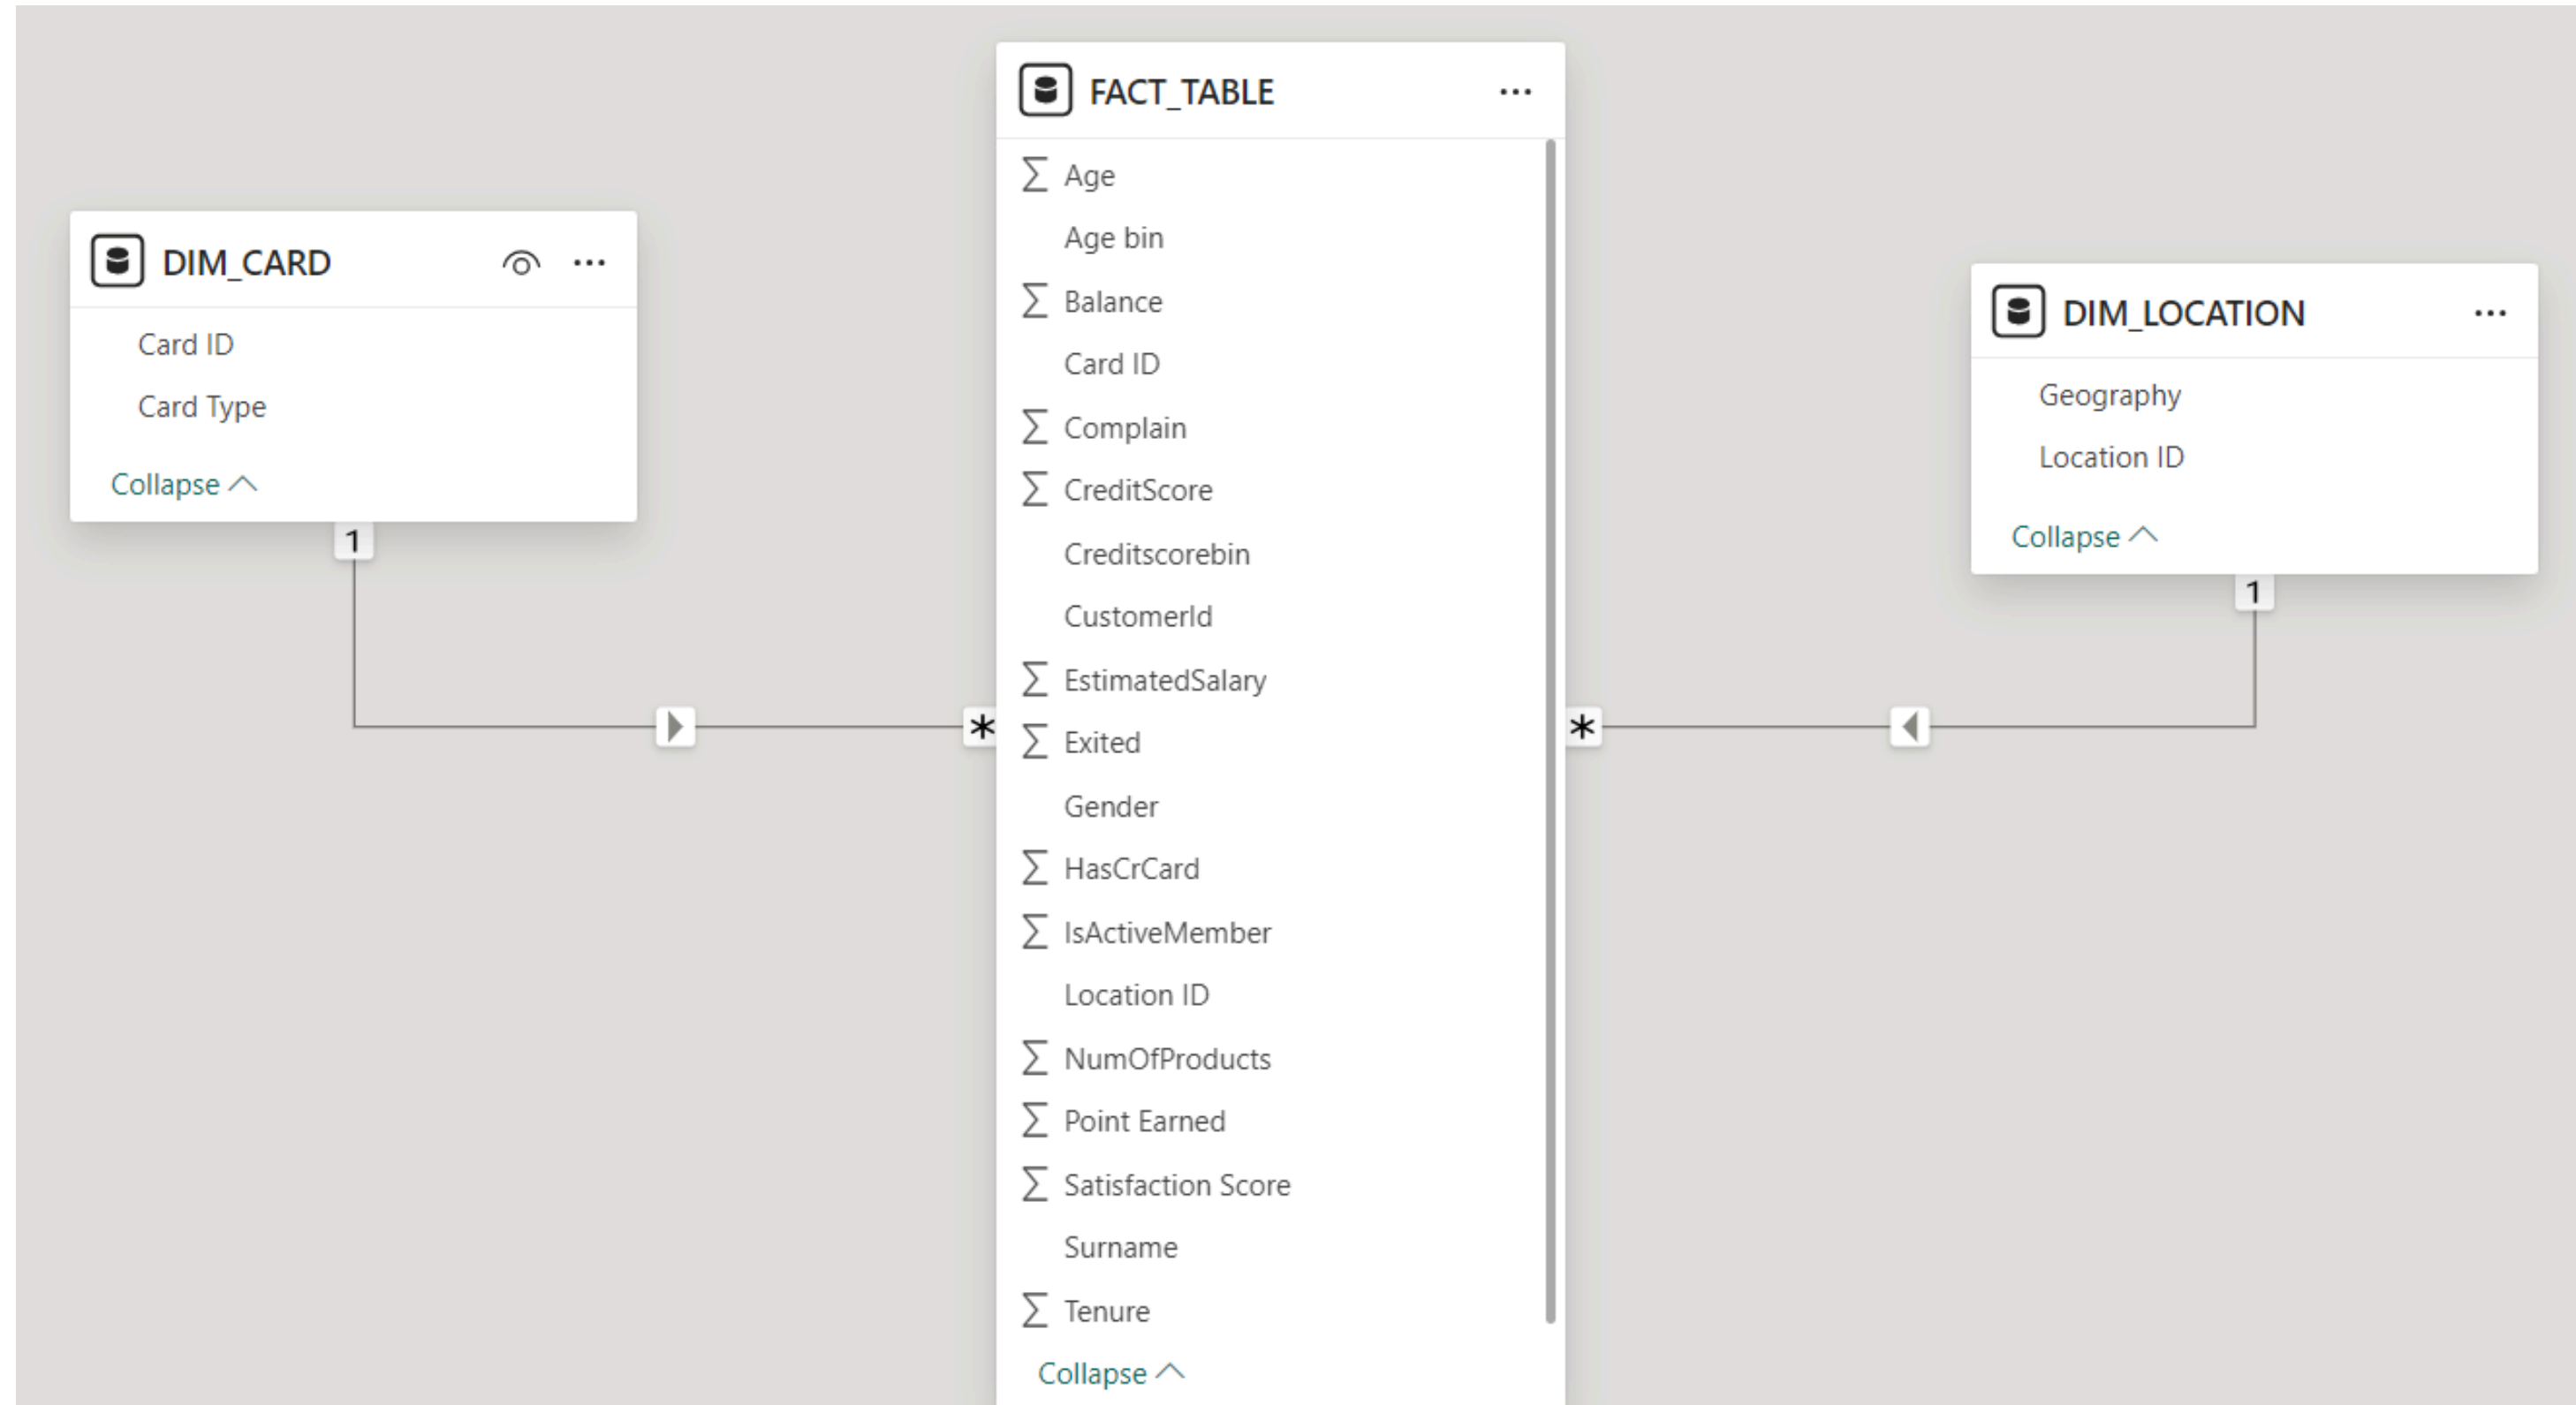 DIM_CARD
Card ID
Card Type
Collapse
1
FACT_TABLE
Age
Age bin
Balance
Card ID
Complain
CreditScore
Creditscorebin
CustomerId
EstimatedSalary
Exited
Gender
HasCrCard
IsActiveMember
Location ID
NumOfProducts
Point Earned
Satisfaction Score
Surname
Tenure
Collapse
*
*
DIM_LOCATION
Geography
Location ID
Collapse
1